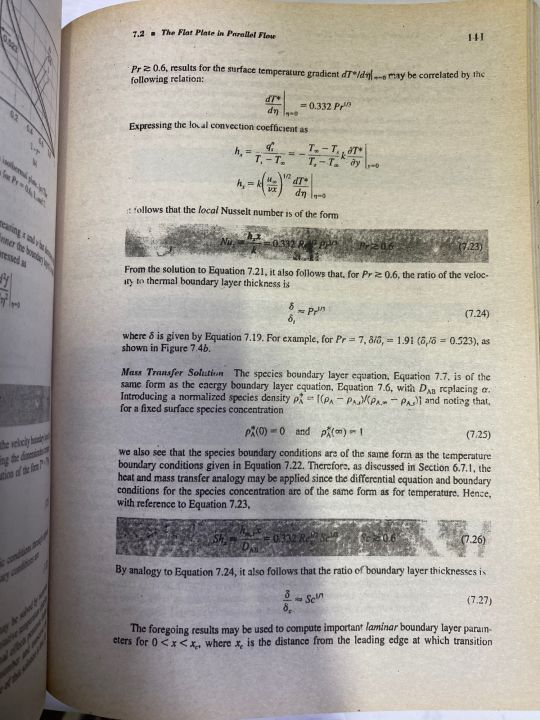 7.2 ■ The Flat Plate in Parallel Flow 441
Pr ≳ 0.6, results for the surface temperature gradient dT*/dη|η=0 may be correlated by the
following relation:
dT*/dη|η=0 = 0.332 Pr^1/3
Expressing the local convection coefficient as
h_x = q″_s / (T_s − T_∞) = − (T_∞ − T_s)/(T_s − T_∞) k ∂T*/∂y|y=0
h_x = k (u_∞/νx)^1/2 dT*/dη|η=0
it follows that the local Nusselt number is of the form
Nu_x = h_x x/k = 0.332 Re_x^1/2 Pr^1/3 Pr ≳ 0.6 (7.23)
From the solution to Equation 7.21, it also follows that, for Pr ≳ 0.6, the ratio of the veloc-
ity to thermal boundary layer thickness is
δ/δ_t ≈ Pr^1/3 (7.24)
where δ is given by Equation 7.19. For example, for Pr = 7, δ/δ_t = 1.91 (δ_t/δ = 0.523), as
shown in Figure 7.4b.
Mass Transfer Solution The species boundary layer equation, Equation 7.7, is of the
same form as the energy boundary layer equation, Equation 7.6, with D_AB replacing α.
Introducing a normalized species density ρ*_A = [(ρ_A − ρ_A,s)/(ρ_A,∞ − ρ_A,s)] and noting that,
for a fixed surface species concentration
ρ*_A(0) = 0 and ρ*_A(∞) = 1 (7.25)
we also see that the species boundary conditions are of the same form as the temperature
boundary conditions given in Equation 7.22. Therefore, as discussed in Section 6.7.1, the
heat and mass transfer analogy may be applied since the differential equation and boundary
conditions for the species concentration are of the same form as for temperature. Hence,
with reference to Equation 7.23,
Sh_x = h_m,x x/D_AB = 0.332 Re_x^1/2 Sc^1/3 Sc ≳ 0.6 (7.26)
By analogy to Equation 7.24, it also follows that the ratio of boundary layer thicknesses is
δ/δ_c ≈ Sc^1/3 (7.27)
The foregoing results may be used to compute important laminar boundary layer param-
eters for 0 < x < x_c, where x_c is the distance from the leading edge at which transition